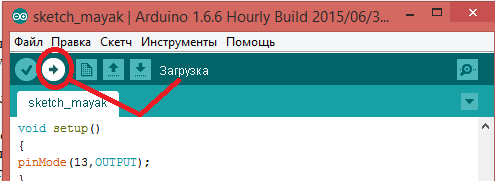 sketch_mayak | Arduino 1.6.6 Hourly Build 2015/06/3...
Файл Правка Скетч Инструменты Помощь
Загрузка
sketch_mayak
void setup()
{
pinMode(13,OUTPUT);
}